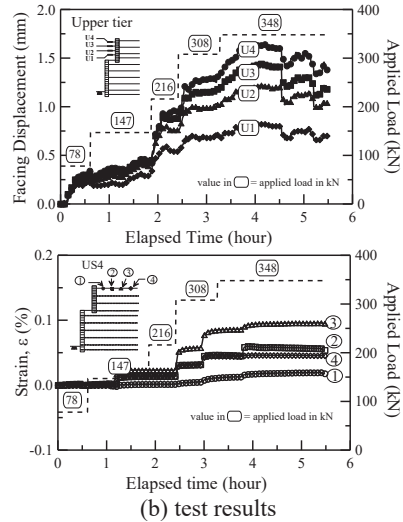 Upper tier
U4
U3
U2
U1
Facing Displacement (mm)
2.0
1.5
1.0
0.5
0.0
Applied Load (kN)
400
300
200
100
0
78
147
216
308
348
U4
U3
U2
U1
value in = applied load in kN
0 1 2 3 4 5 6
Elapsed Time (hour)
US4
① ② ③ ④
Strain, ε (%)
0.2
0.1
0.0
-0.1
Applied Load (kN)
400
300
200
100
0
78
147
216
308
348
③
②
④
①
value in = applied load in kN
0 1 2 3 4 5 6
Elapsed time (hour)
(b) test results